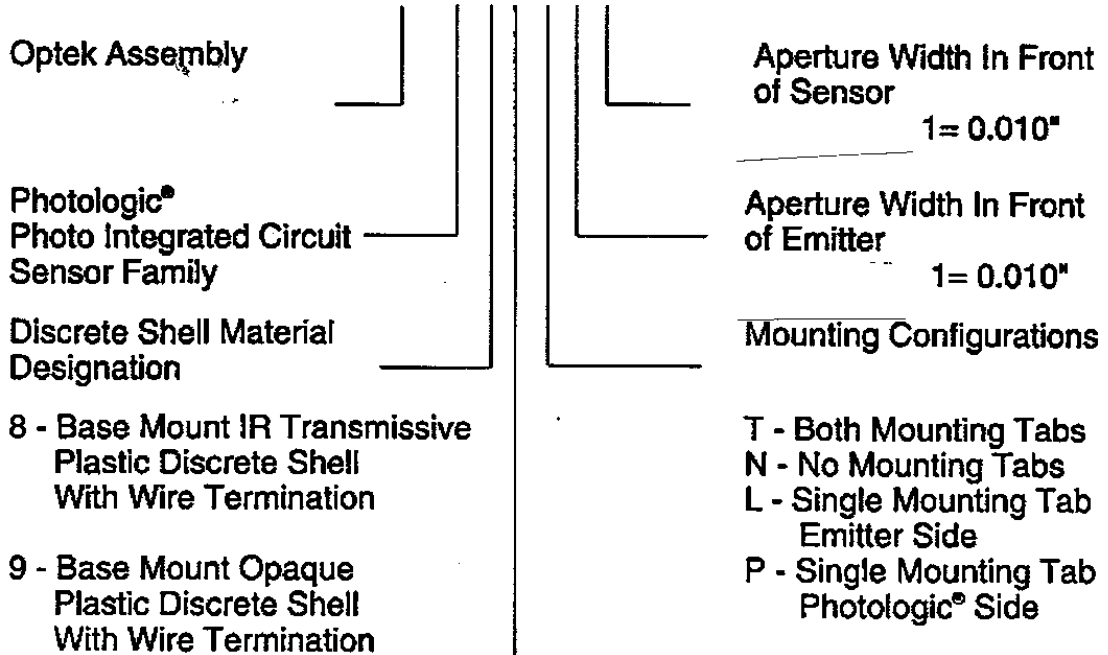 Optek Assembly
Photologic®
Photo Integrated Circuit
Sensor Family
Discrete Shell Material
Designation
8 - Base Mount IR Transmissive
Plastic Discrete Shell
With Wire Termination
9 - Base Mount Opaque
Plastic Discrete Shell
With Wire Termination
Aperture Width In Front
of Sensor
1= 0.010"
Aperture Width In Front
of Emitter
1= 0.010"
Mounting Configurations
T - Both Mounting Tabs
N - No Mounting Tabs
L - Single Mounting Tab
Emitter Side
P - Single Mounting Tab
Photologic® Side